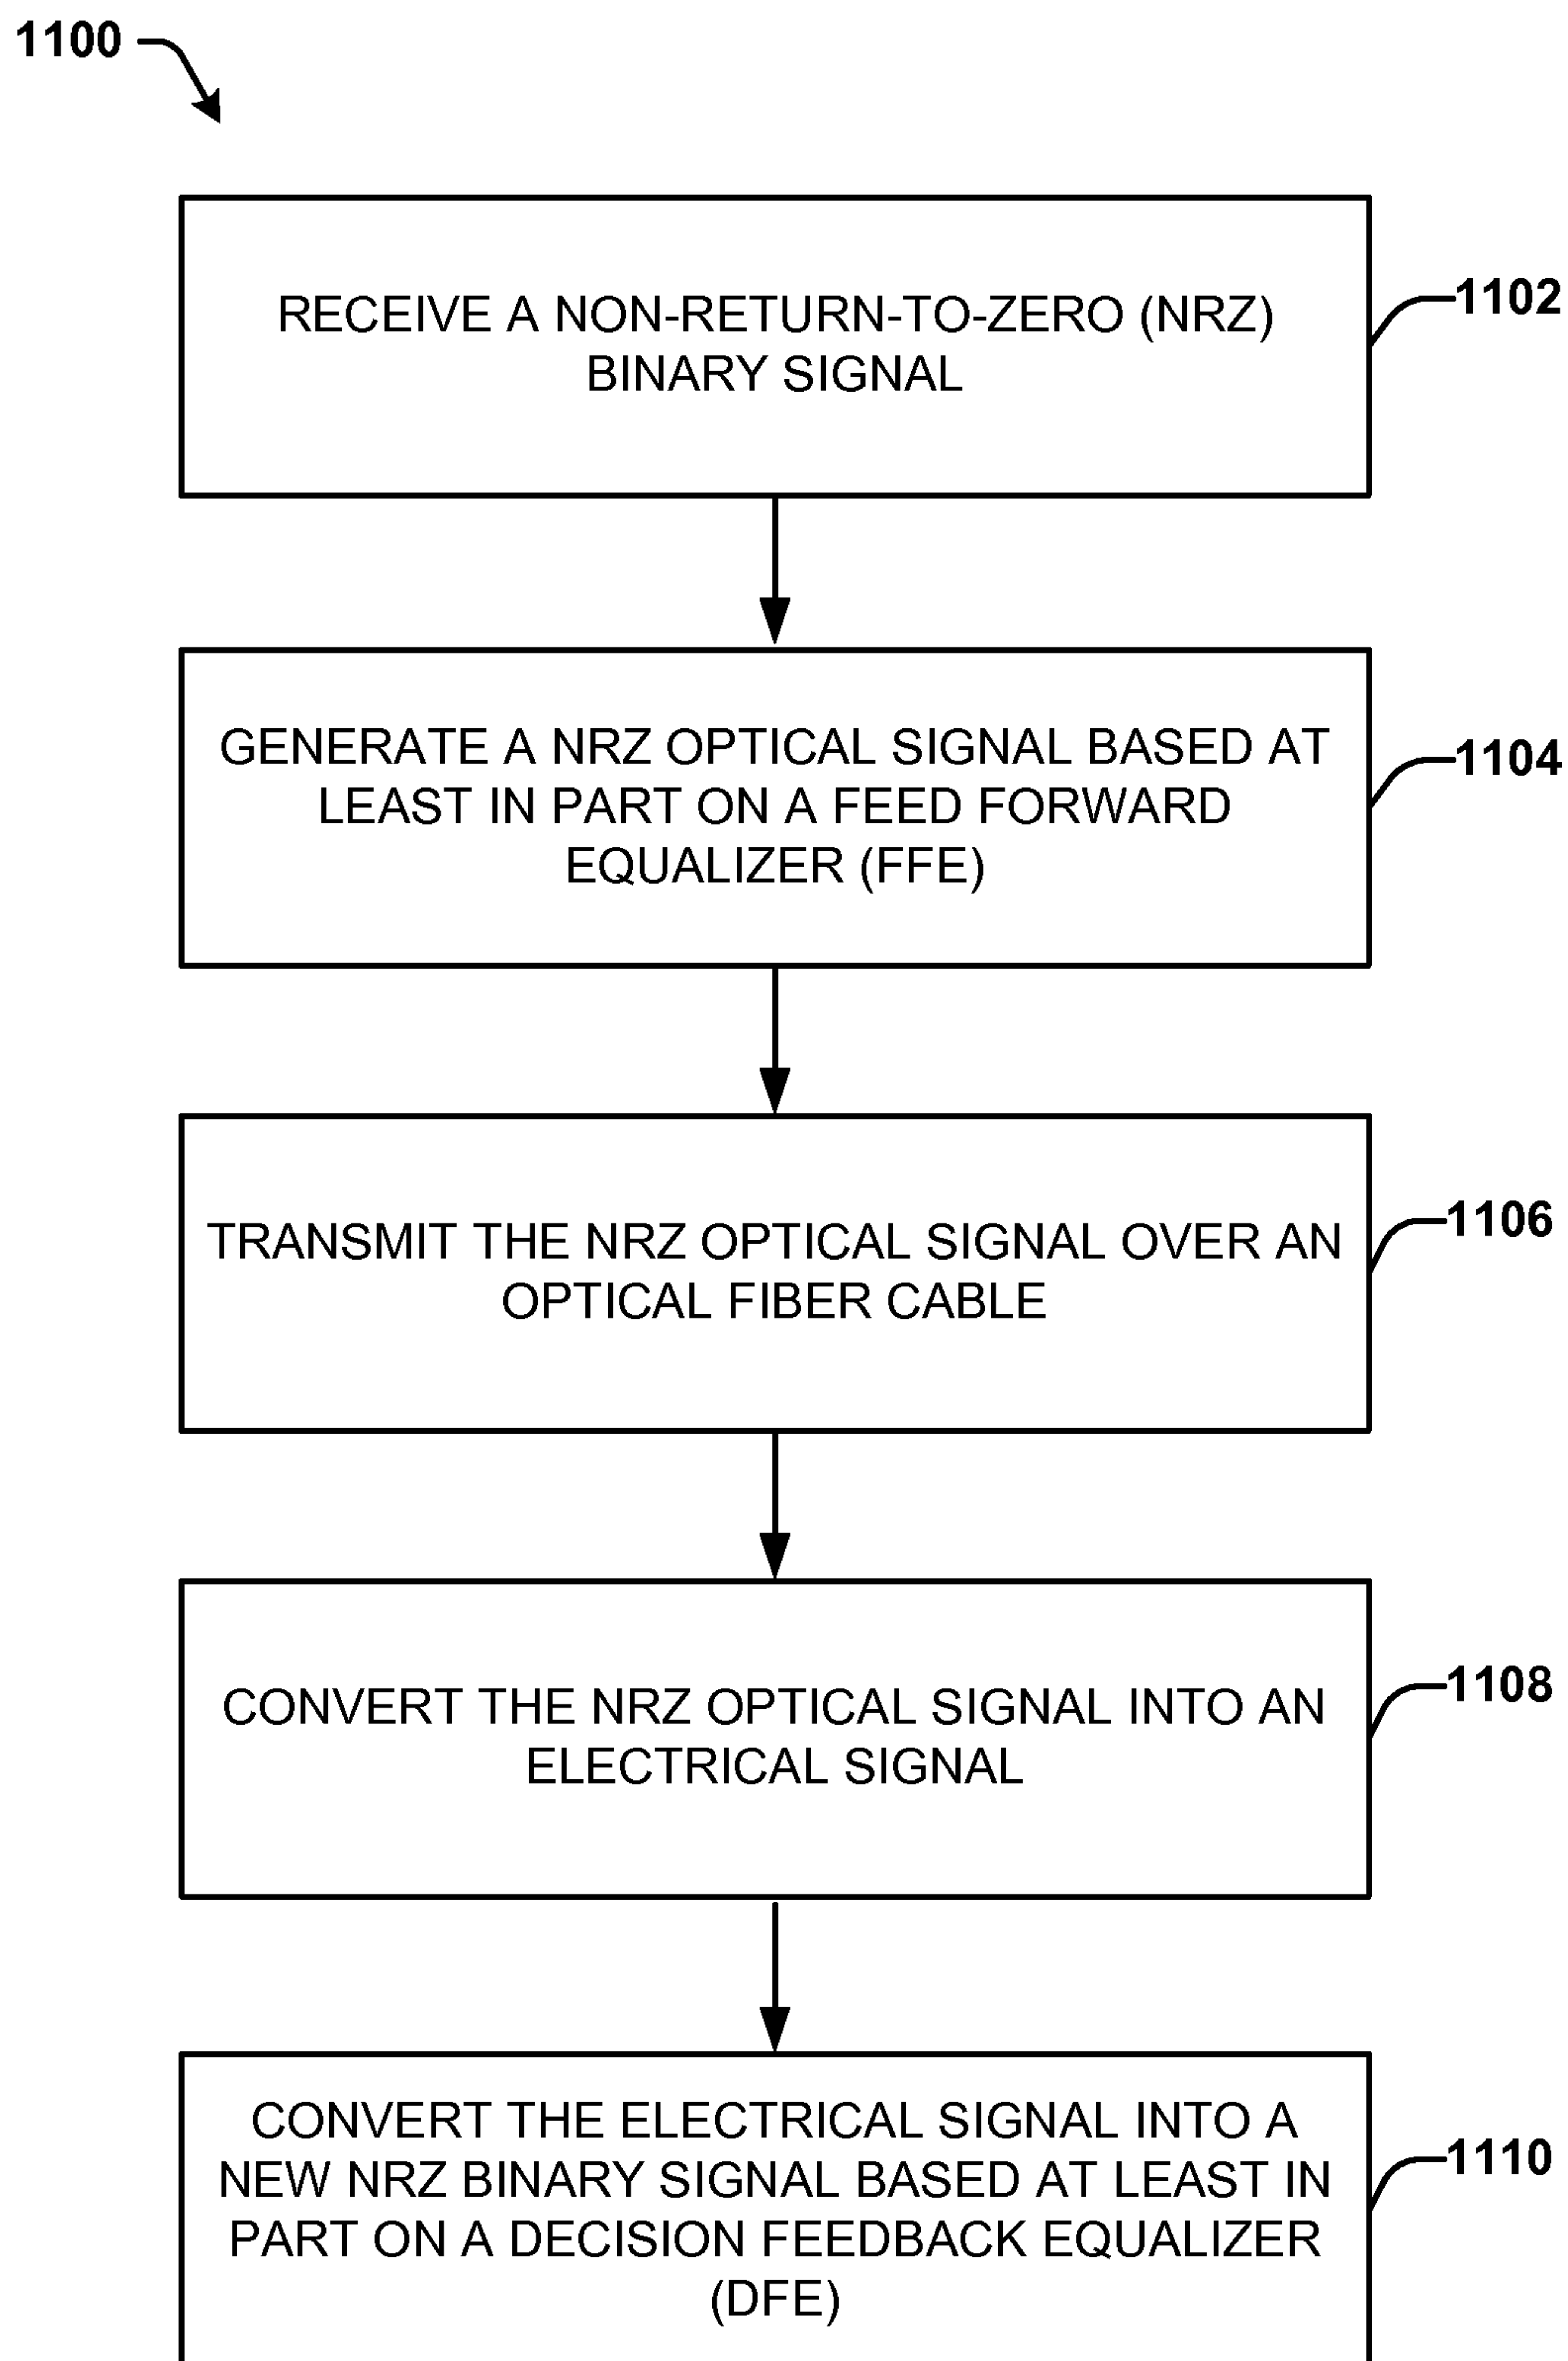 1100
RECEIVE A NON-RETURN-TO-ZERO (NRZ)
BINARY SIGNAL
1102
GENERATE A NRZ OPTICAL SIGNAL BASED AT
LEAST IN PART ON A FEED FORWARD
EQUALIZER (FFE)
1104
TRANSMIT THE NRZ OPTICAL SIGNAL OVER AN
OPTICAL FIBER CABLE
1106
CONVERT THE NRZ OPTICAL SIGNAL INTO AN
ELECTRICAL SIGNAL
1108
CONVERT THE ELECTRICAL SIGNAL INTO A
NEW NRZ BINARY SIGNAL BASED AT LEAST IN
PART ON A DECISION FEEDBACK EQUALIZER
(DFE)
1110